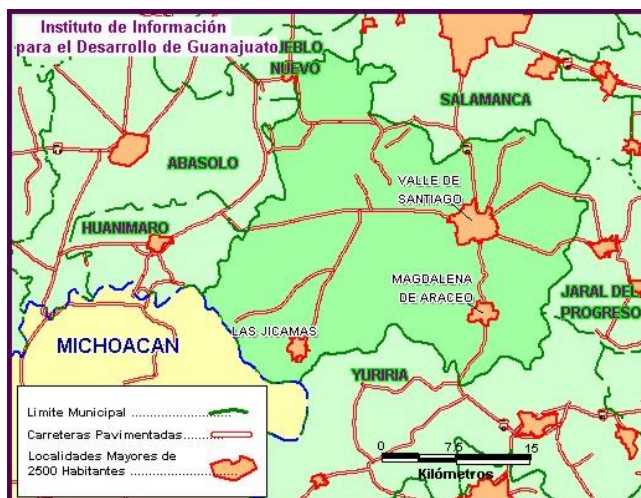 Instituto de Información
para el Desarrollo de Guanajuato
PUEBLO
NUEVO
SALAMANCA
ABASOLO
VALLE DE
SANTIAGO
HUANIMARO
MAGDALENA
DE ARACEO
JARAL DEL
PROGRESO
LAS JICAMAS
MICHOACAN
YURIRIA
Limite Municipal
Carreteras Pavimentadas
Localidades Mayores de
2500 Habitantes
0 7.5 15
Kilómetros